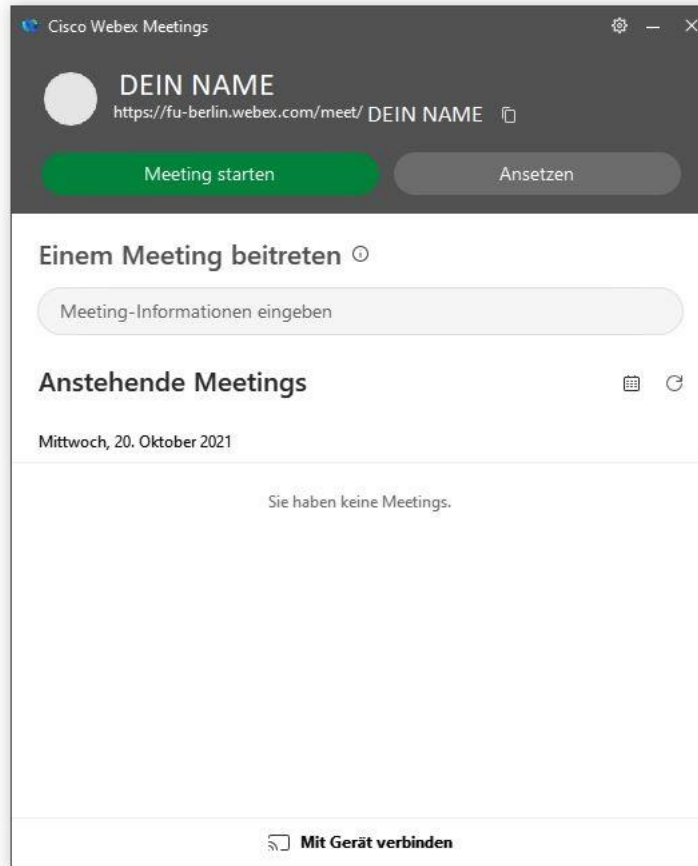 Cisco Webex Meetings
DEIN NAME
https://fu-berlin.webex.com/meet/ DEIN NAME
Meeting starten
Ansetzen
Einem Meeting beitreten
Meeting-Informationen eingeben
Anstehende Meetings
Mittwoch, 20. Oktober 2021
Sie haben keine Meetings.
Mit Gerät verbinden